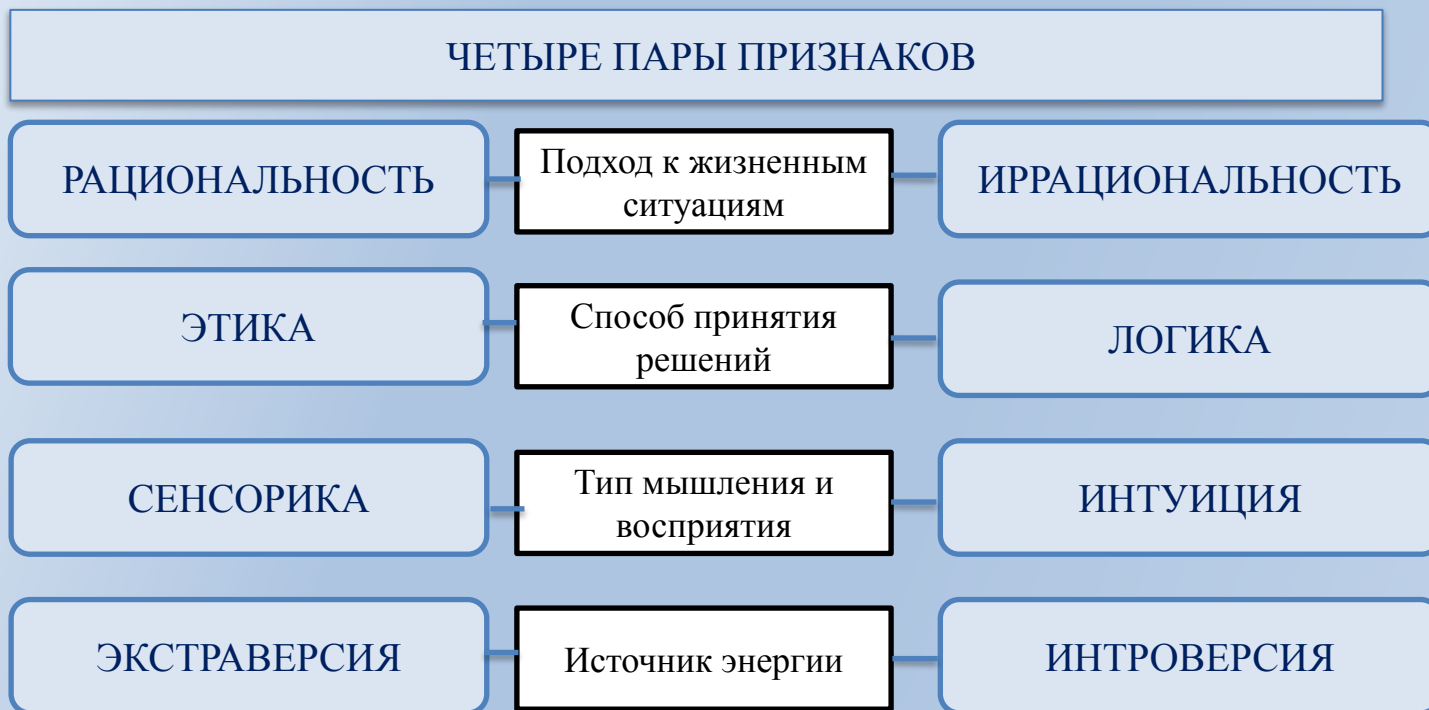 ЧЕТЫРЕ ПАРЫ ПРИЗНАКОВ
РАЦИОНАЛЬНОСТЬ
Подход к жизненным
ситуациям
ИРРАЦИОНАЛЬНОСТЬ
ЭТИКА
Способ принятия
решений
ЛОГИКА
СЕНСОРИКА
Тип мышления и
восприятия
ИНТУИЦИЯ
ЭКСТРАВЕРСИЯ
Источник энергии
ИНТРОВЕРСИЯ